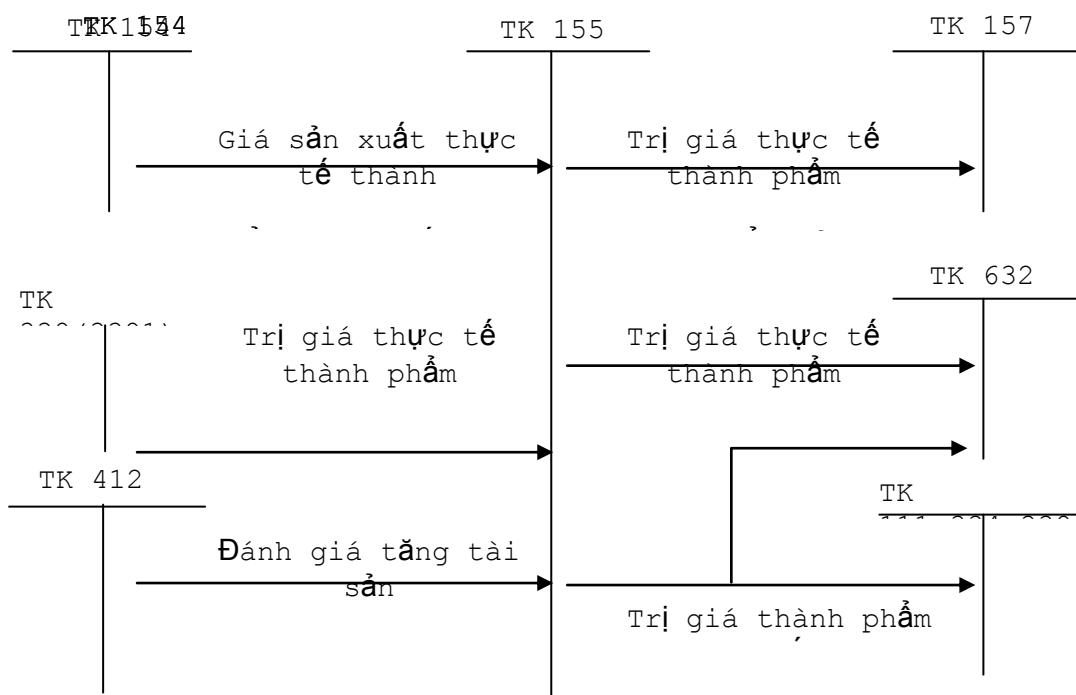 TK 154
TK 155
TK 157
Giá sản xuất thực
tế thành
Trị giá thực tế
thành phẩm
TK 632
TK
Trị giá thực tế
thành phẩm
Trị giá thực tế
thành phẩm
TK 412
TK
Đánh giá tăng tài
sản
Trị giá thành phẩm